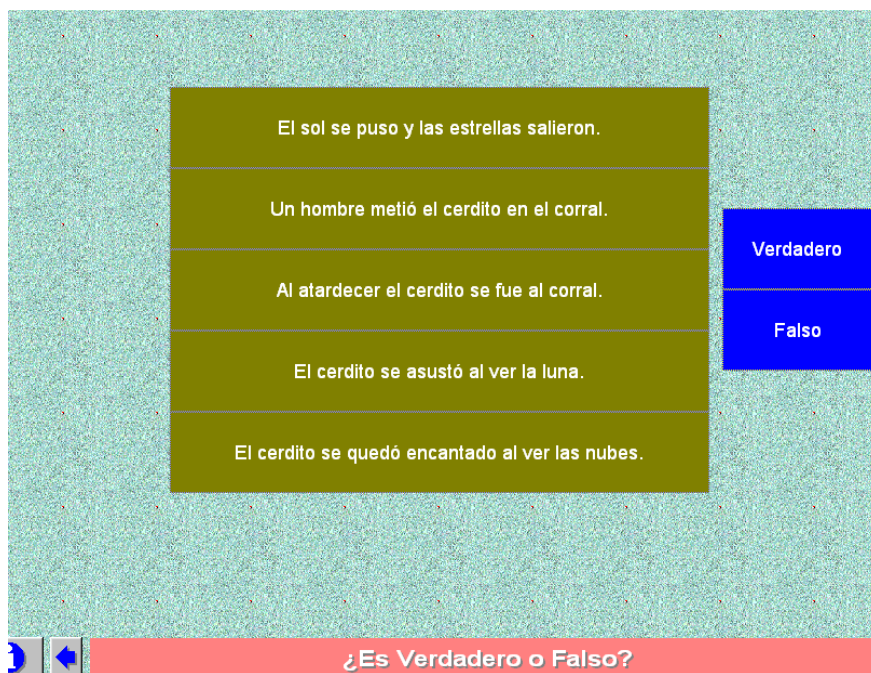 El sol se puso y las estrellas salieron.
Un hombre metió el cerdito en el corral.
Al atardecer el cerdito se fue al corral.
El cerdito se asustó al ver la luna.
El cerdito se quedó encantado al ver las nubes.
Verdadero
Falso
¿Es Verdadero o Falso?